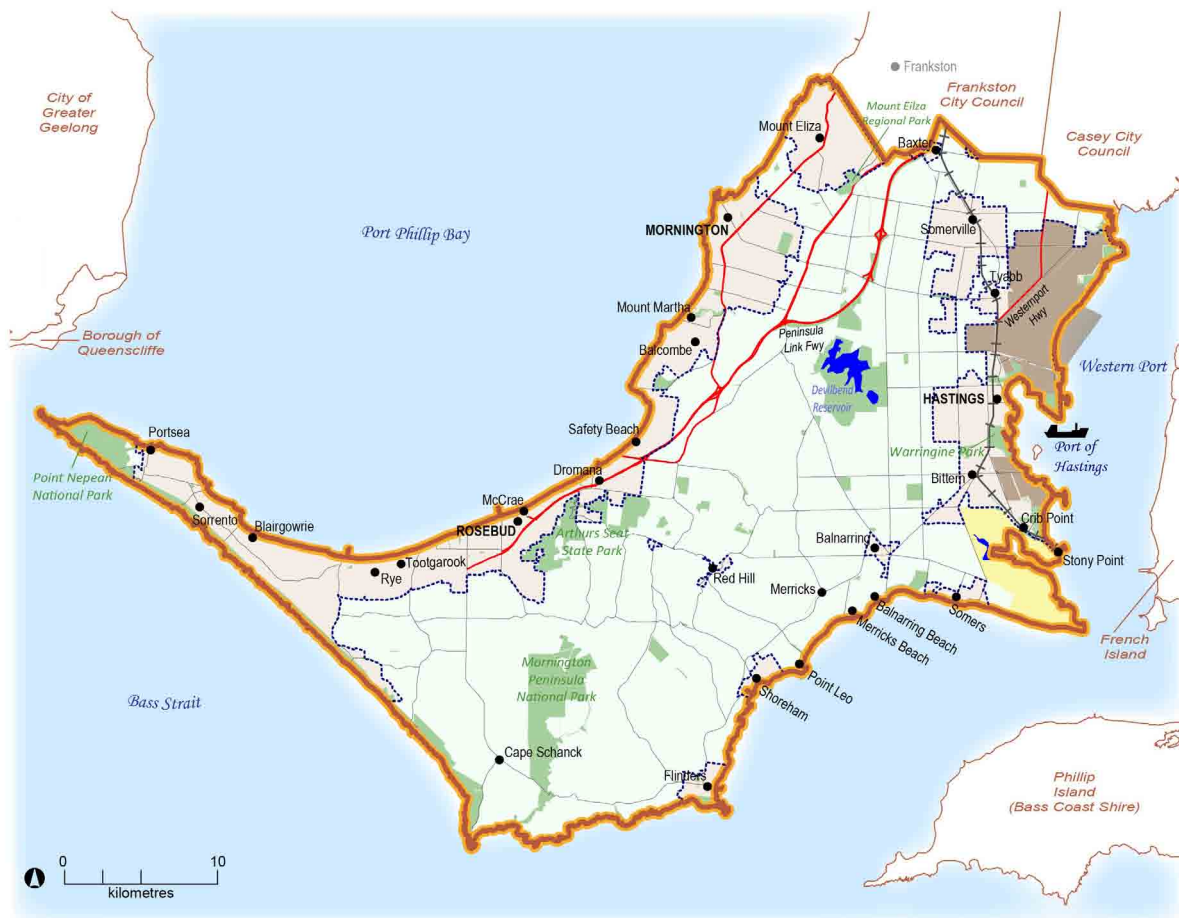 Frankston
City of
Greater
Geelong
Frankston
City Council
Mount Eilza
Regional Park
Mount Eliza
Baxter
Casey City
Council
MORNINGTON
Somerville
Port Phillip Bay
Tyabb
Mount Martha
Westernport
Hwy
Borough of
Queenscliffe
Balcombe
Peninsula
Link Fwy
Western Port
Devilbend
Reservoir
HASTINGS
Portsea
Safety Beach
Port of
Hastings
Warringine Park
Point Nepean
National Park
Dromana
Bittern
McCrae
Sorrento
Blairgowrie
ROSEBUD
Arthurs Seat
State Park
Crib Point
Balnarring
Stony Point
Tootgarook
Rye
Red Hill
Merricks
Balnarring Beach
Somers
Merricks Beach
French
Island
Mornington
Peninsula
National Park
Point Leo
Shoreham
Bass Strait
Cape Schanck
Flinders
Phillip
Island
(Bass Coast Shire)
0 10
kilometres